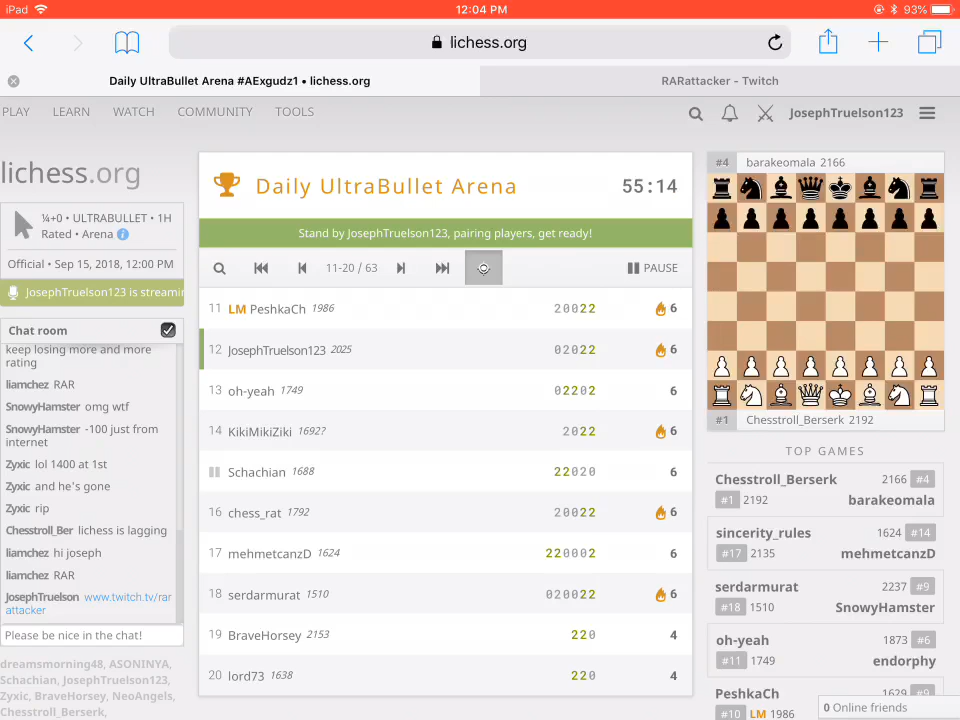 iPad 12:04 PM 93%
lichess.org
Daily UltraBullet Arena #AExgudz1 • lichess.org RARattacker - Twitch
PLAY LEARN WATCH COMMUNITY TOOLS JosephTruelson123
lichess.org
¼+0 • ULTRABULLET • 1H
Rated • Arena
Official • Sep 15, 2018, 12:00 PM
JosephTruelson123 is streami
Chat room
keep losing more and more
rating
liamchez RAR
SnowyHamster omg wtf
SnowyHamster -100 just from
internet
Zyxic lol 1400 at 1st
Zyxic and he's gone
Zyxic rip
Chesstroll_Ber lichess is lagging
liamchez hi joseph
liamchez RAR
JosephTruelson www.twitch.tv/rar
attacker
Please be nice in the chat!
dreamsmorning48, ASONINYA,
Schachian, JosephTruelson123,
Zyxic, BraveHorsey, NeoAngels,
Chesstroll_Berserk,
Daily UltraBullet Arena 55:14
Stand by JosephTruelson123, pairing players, get ready!
11-20 / 63 PAUSE
11 LM PeshkaCh 1986 20022 6
12 JosephTruelson123 2025 02022 6
13 oh-yeah 1749 02202 6
14 KikiMikiZiki 1692? 2022 6
Schachian 1688 22020 6
16 chess_rat 1792 20022 6
17 mehmetcanzD 1624 220002 6
18 serdarmurat 1510 020022 6
19 BraveHorsey 2153 220 4
20 lord73 1638 220 4
#4 barakeomala 2166
#1 Chesstroll_Berserk 2192
TOP GAMES
Chesstroll_Berserk 2166 #4
#1 2192 barakeomala
sincerity_rules 1624 #14
#17 2135 mehmetcanzD
serdarmurat 2237 #9
#18 1510 SnowyHamster
oh-yeah 1873 #6
#11 1749 endorphy
PeshkaCh 1629 #9
#10 LM 1986
0 Online friends